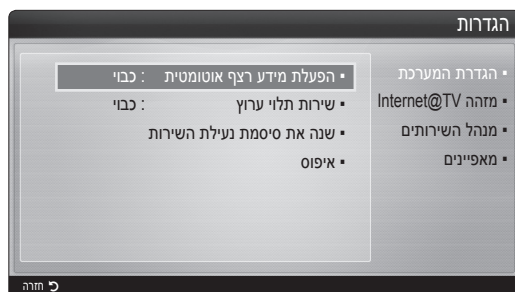 הגדרות
הגדרת המערכת
מזהה Internet@TV
מנהל השירותים
מאפיינים
הפעלת מידע רצף אוטומטית : כבוי
שירות תלוי ערוץ : כבוי
שנה את סיסמת נעילת השירות
איפוס
חזרה